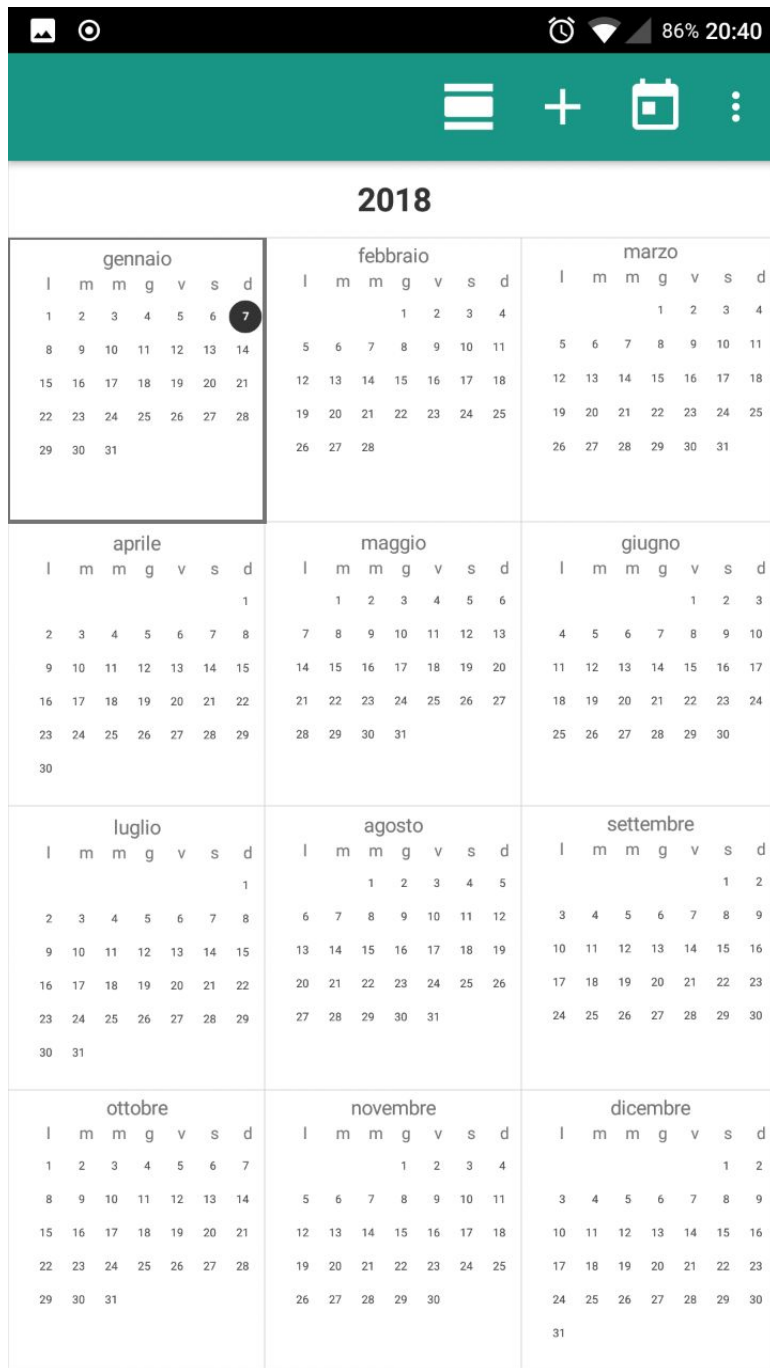 86% 20:40
2018
gennaio
l m m g v s d
1 2 3 4 5 6 7
8 9 10 11 12 13 14
15 16 17 18 19 20 21
22 23 24 25 26 27 28
29 30 31
febbraio
l m m g v s d
1 2 3 4
5 6 7 8 9 10 11
12 13 14 15 16 17 18
19 20 21 22 23 24 25
26 27 28
marzo
l m m g v s d
1 2 3 4
5 6 7 8 9 10 11
12 13 14 15 16 17 18
19 20 21 22 23 24 25
26 27 28 29 30 31
aprile
l m m g v s d
1
2 3 4 5 6 7 8
9 10 11 12 13 14 15
16 17 18 19 20 21 22
23 24 25 26 27 28 29
30
maggio
l m m g v s d
1 2 3 4 5 6
7 8 9 10 11 12 13
14 15 16 17 18 19 20
21 22 23 24 25 26 27
28 29 30 31
giugno
l m m g v s d
1 2 3
4 5 6 7 8 9 10
11 12 13 14 15 16 17
18 19 20 21 22 23 24
25 26 27 28 29 30
luglio
l m m g v s d
1
2 3 4 5 6 7 8
9 10 11 12 13 14 15
16 17 18 19 20 21 22
23 24 25 26 27 28 29
30 31
agosto
l m m g v s d
1 2 3 4 5
6 7 8 9 10 11 12
13 14 15 16 17 18 19
20 21 22 23 24 25 26
27 28 29 30 31
settembre
l m m g v s d
1 2
3 4 5 6 7 8 9
10 11 12 13 14 15 16
17 18 19 20 21 22 23
24 25 26 27 28 29 30
ottobre
l m m g v s d
1 2 3 4 5 6 7
8 9 10 11 12 13 14
15 16 17 18 19 20 21
22 23 24 25 26 27 28
29 30 31
novembre
l m m g v s d
1 2 3 4
5 6 7 8 9 10 11
12 13 14 15 16 17 18
19 20 21 22 23 24 25
26 27 28 29 30
dicembre
l m m g v s d
1 2
3 4 5 6 7 8 9
10 11 12 13 14 15 16
17 18 19 20 21 22 23
24 25 26 27 28 29 30
31